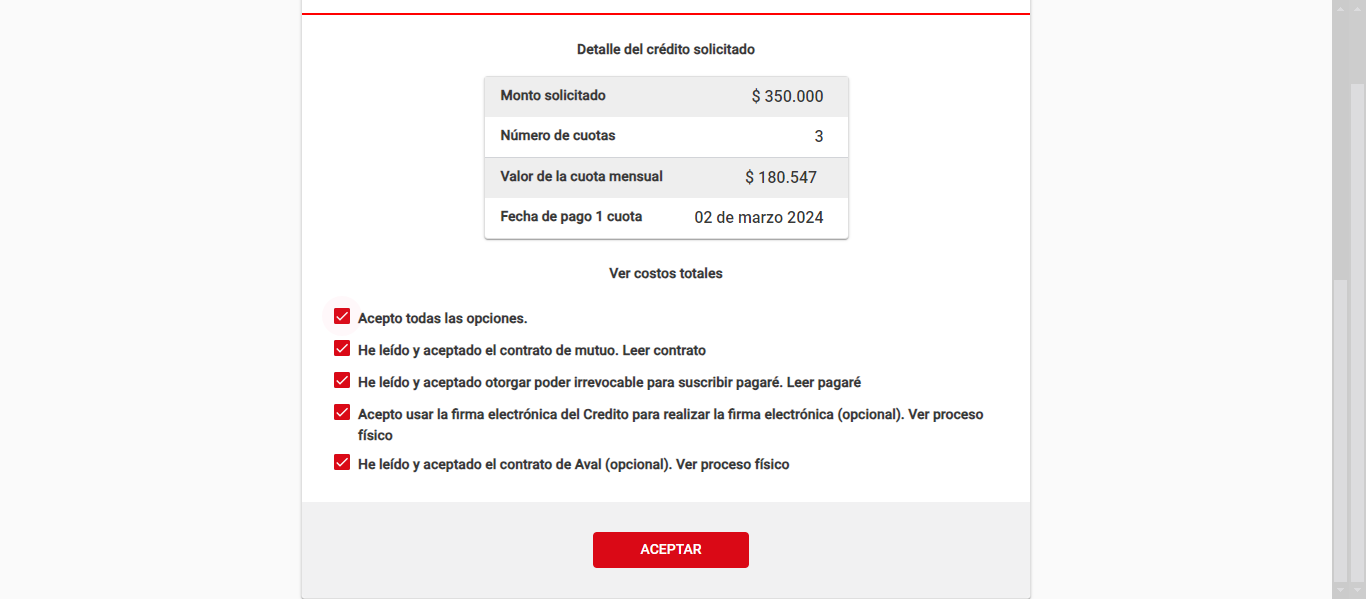 Detalle del crédito solicitado
Monto solicitado $ 350.000
Número de cuotas 3
Valor de la cuota mensual $ 180.547
Fecha de pago 1 cuota 02 de marzo 2024
Ver costos totales
Acepto todas las opciones.
He leído y aceptado el contrato de mutuo. Leer contrato
He leído y aceptado otorgar poder irrevocable para suscribir pagaré. Leer pagaré
Acepto usar la firma electrónica del Credito para realizar la firma electrónica (opcional). Ver proceso
físico
He leído y aceptado el contrato de Aval (opcional). Ver proceso físico
ACEPTAR